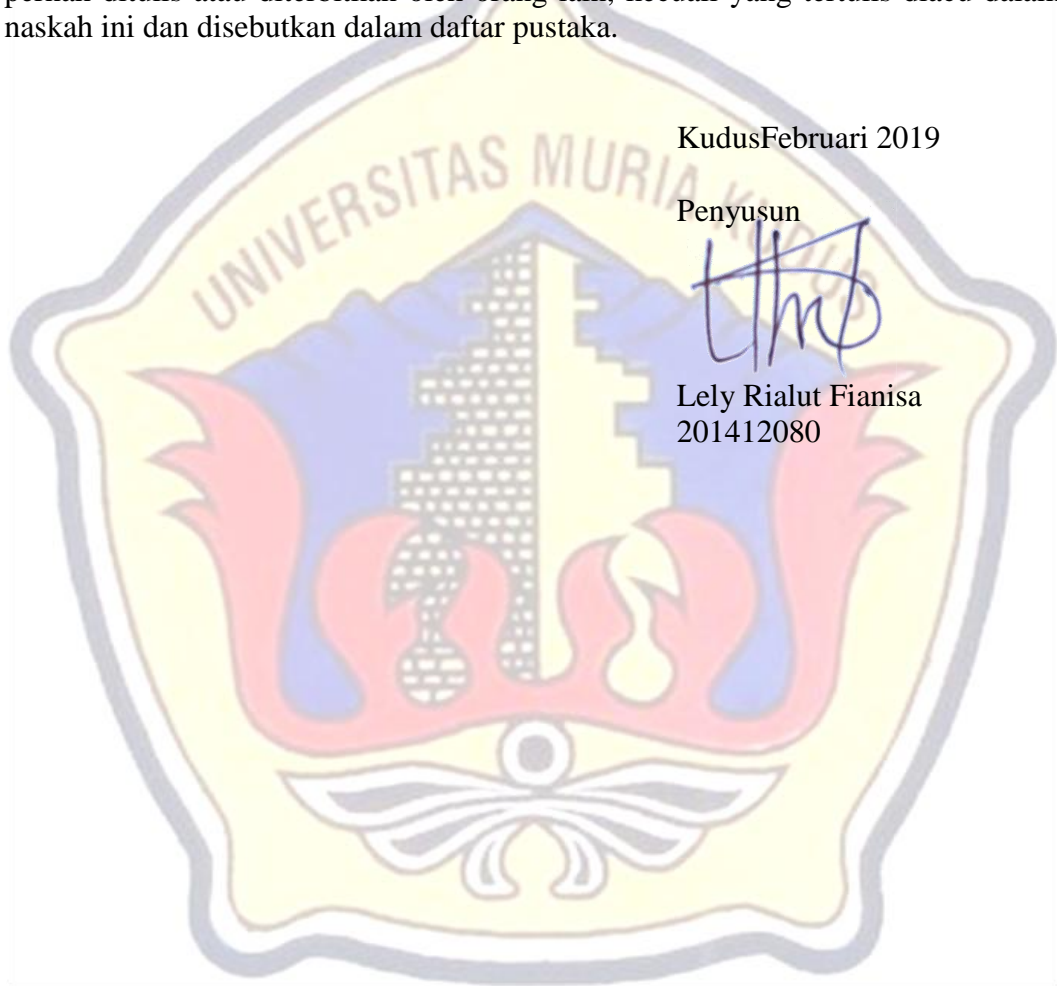 pernah ditulis atau diterbitkan oleh orang lain, kecuali yang tertulis diacu dalam
naskah ini dan disebutkan dalam daftar pustaka.
KudusFebruari 2019
UNIVERSITAS MURIA KUDUS
Penyusun
Lely Rialut Fianisa
201412080